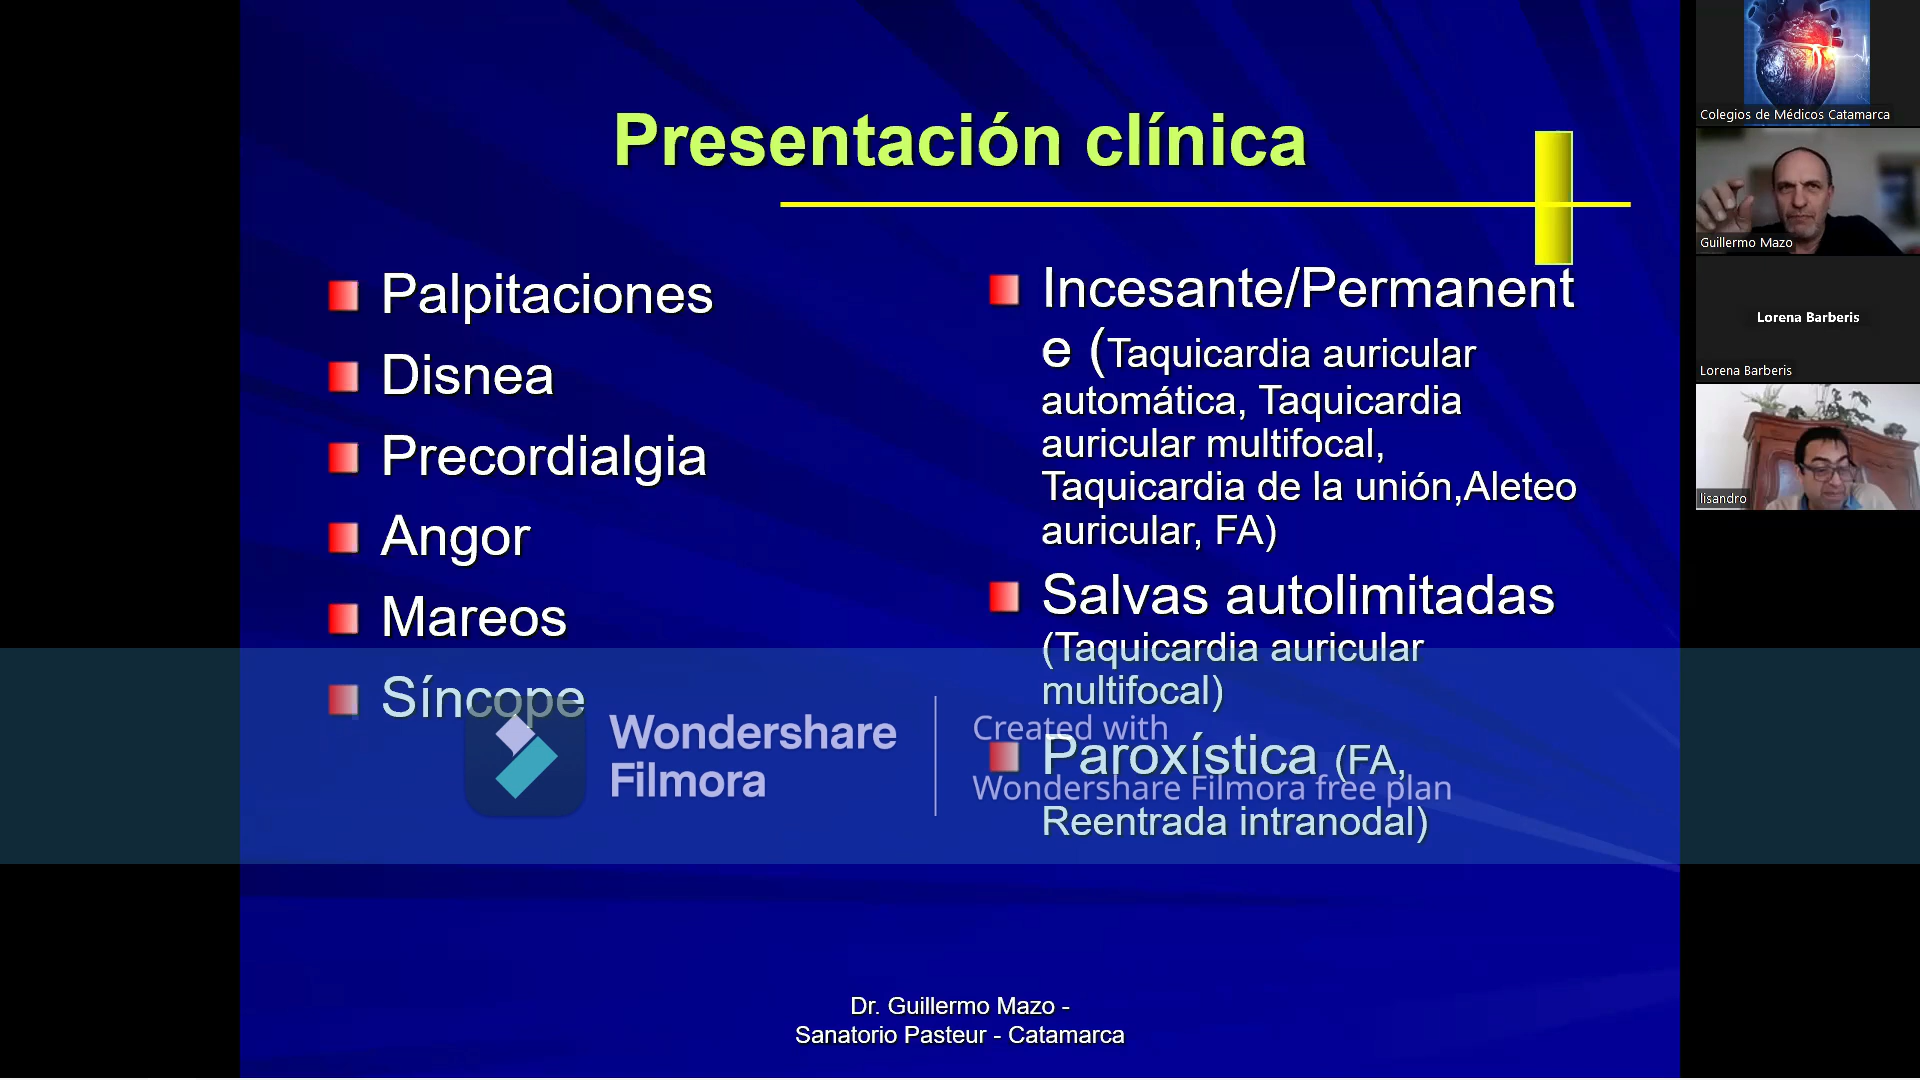 Presentación clínica
Palpitaciones
Disnea
Precordialgia
Angor
Mareos
Síncope
Incesante/Permanent
e (Taquicardia auricular
automática, Taquicardia
auricular multifocal,
Taquicardia de la unión,Aleteo
auricular, FA)
Salvas autolimitadas
(Taquicardia auricular
multifocal)
Paroxística (FA,
Reentrada intranodal)
Wondershare
Filmora
Created with
Wondershare Filmora free plan
Dr. Guillermo Mazo -
Sanatorio Pasteur - Catamarca
Colegios de Médicos Catamarca
Guillermo Mazo
Lorena Barberis
Lorena Barberis
lisandro